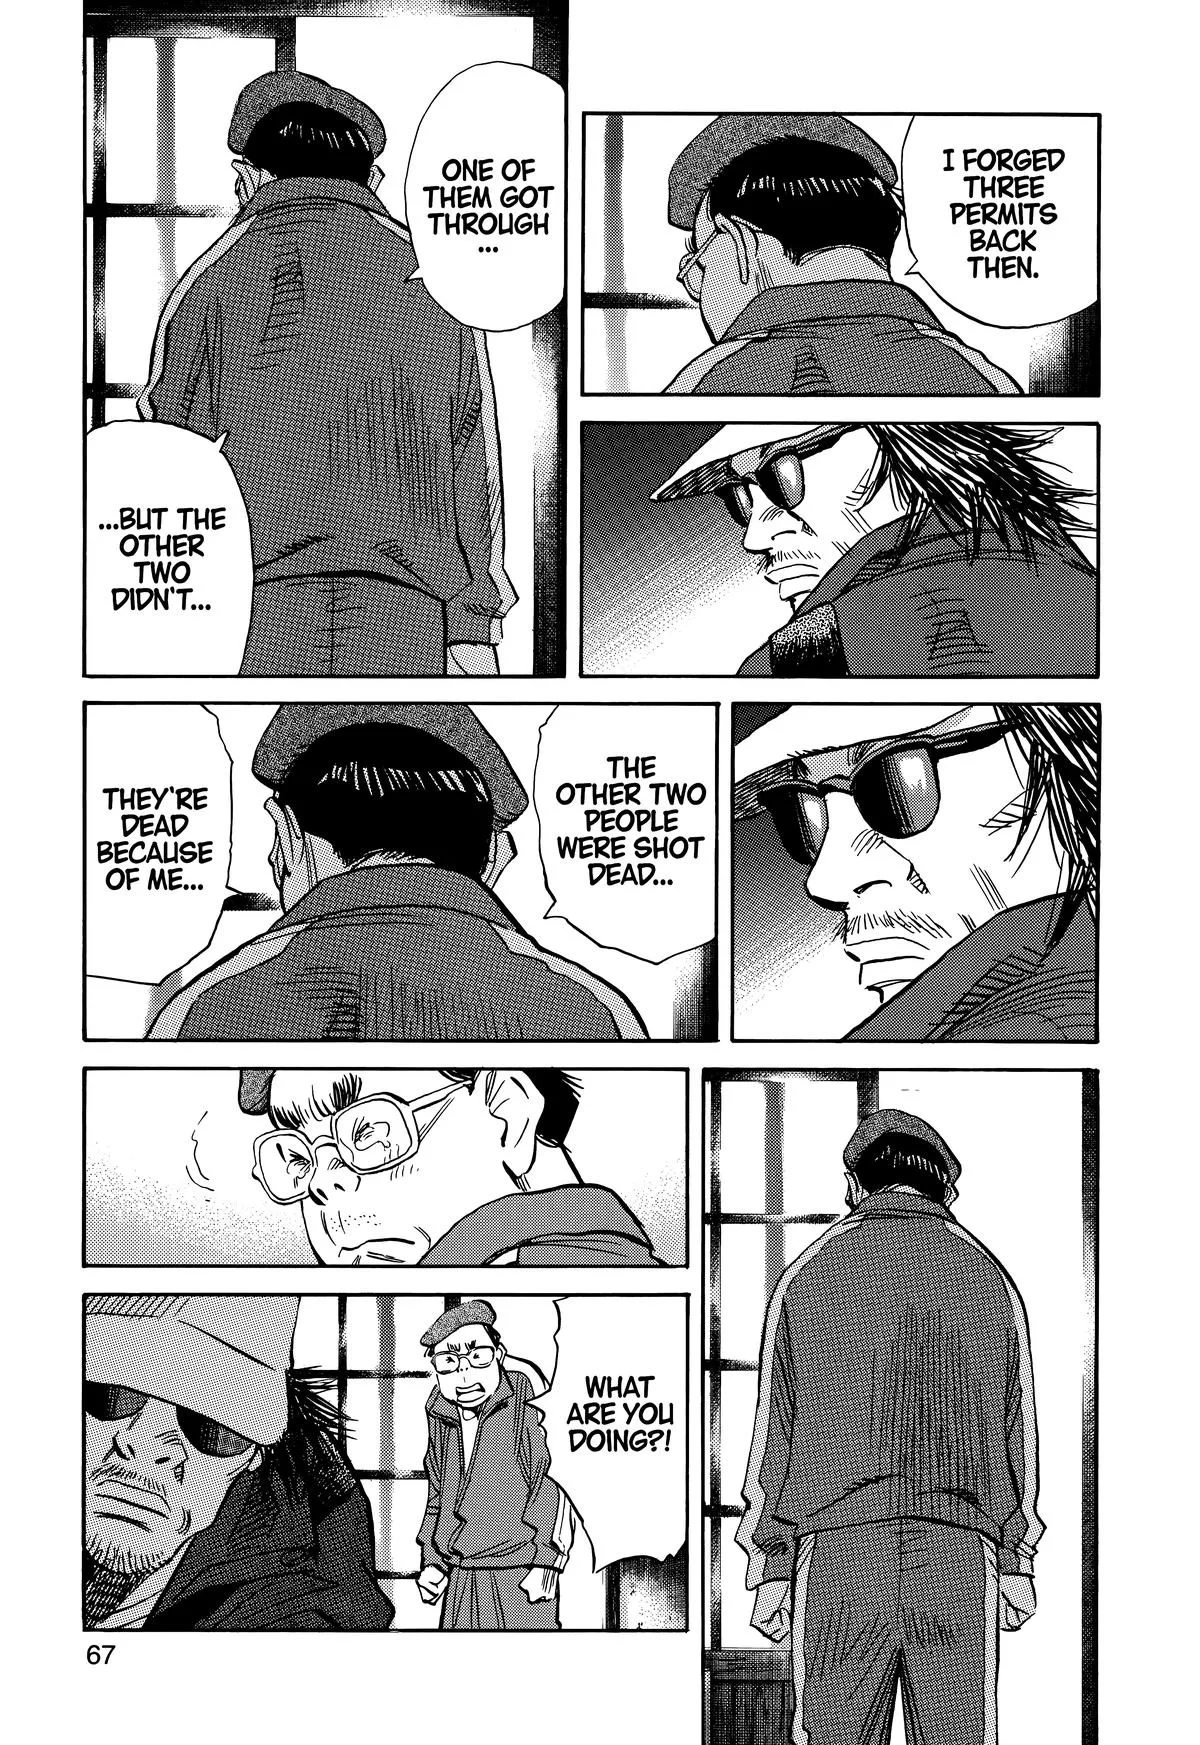 I FORGED
THREE
PERMITS
BACK
THEN.
ONE OF
THEM GOT
THROUGH
...
...BUT THE
OTHER
TWO
DIDN'T...
THE
OTHER TWO
PEOPLE
WERE SHOT
DEAD...
THEY'RE
DEAD
BECAUSE
OF ME...
WHAT
ARE YOU
DOING?!
67